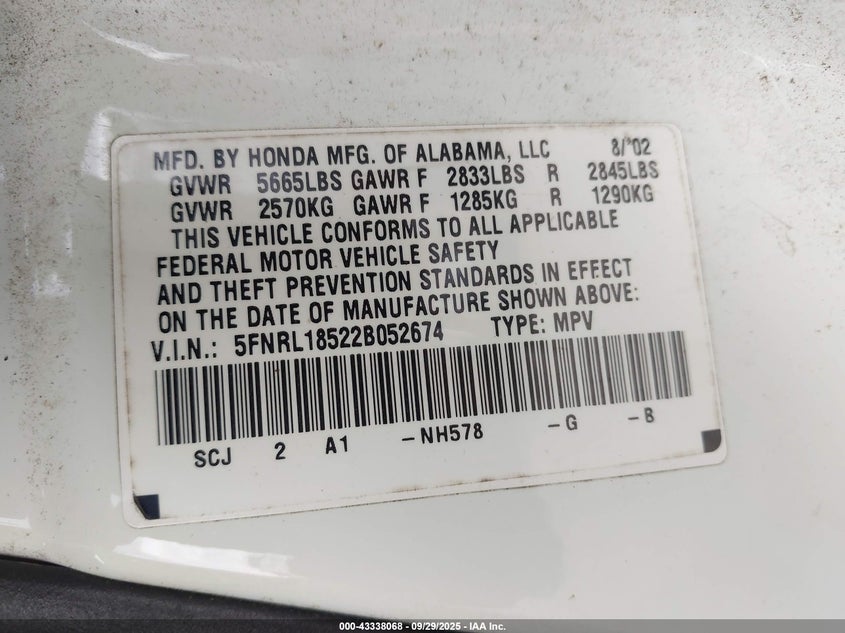 MFD. BY HONDA MFG. OF ALABAMA, LLC 8/'02
GVWR 5665LBS GAWR F 2833LBS R 2845LBS
GVWR 2570KG GAWR F 1285KG R 1290KG
THIS VEHICLE CONFORMS TO ALL APPLICABLE
FEDERAL MOTOR VEHICLE SAFETY
AND THEFT PREVENTION STANDARDS IN EFFECT
ON THE DATE OF MANUFACTURE SHOWN ABOVE:
V.I.N.: 5FNRL18522B052674 TYPE: MPV
SCJ 2 A1 -NH578 -G -B
000-43338068 - 09/29/2025 - IAA Inc.